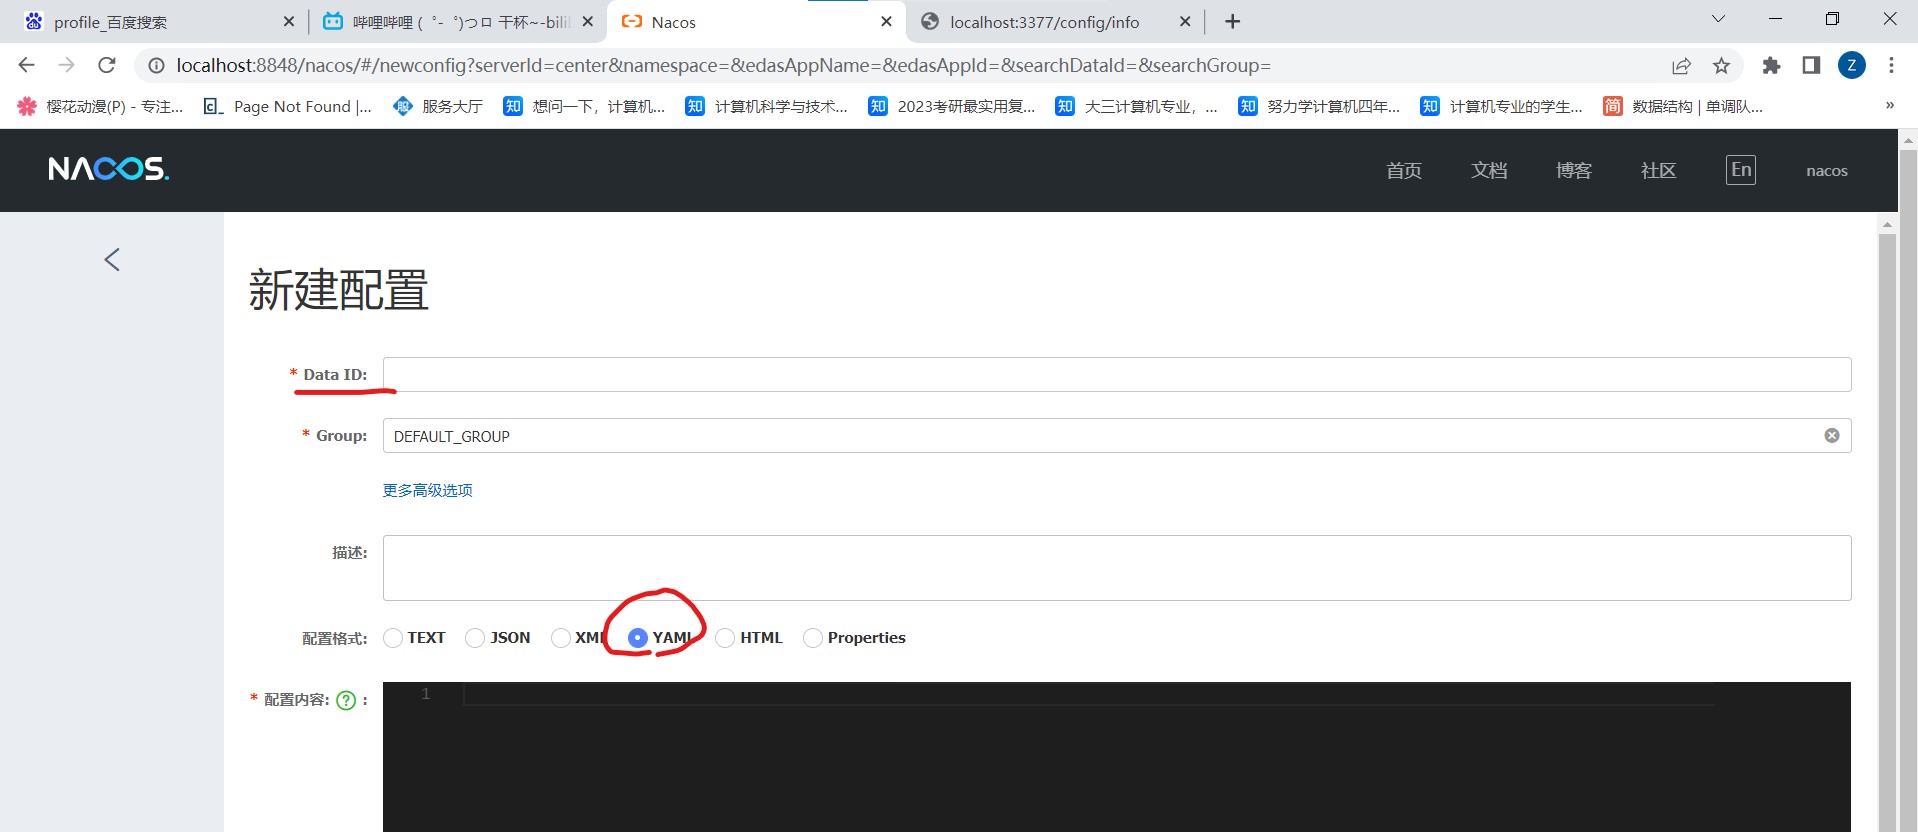 profile_百度搜索
哔哩哔哩 (゜-゜)つロ 干杯~-bili
Nacos
localhost:3377/config/info
localhost:8848/nacos/#/newconfig?serverId=center&namespace=&edasAppName=&edasAppId=&searchDataId=&searchGroup=
Z
樱花动漫(P) - 专注...
Page Not Found |...
服务大厅
知 想问一下，计算机...
知 计算机科学与技术...
知 2023考研最实用复...
知 大三计算机专业，...
知 努力学计算机四年...
知 计算机专业的学生...
简 数据结构 | 单调队...
»
NACOS.
首页 文档 博客 社区 En nacos
新建配置
* Data ID:
* Group: DEFAULT_GROUP
更多高级选项
描述:
配置格式: TEXT JSON XML YAML HTML Properties
* 配置内容: ? :
1